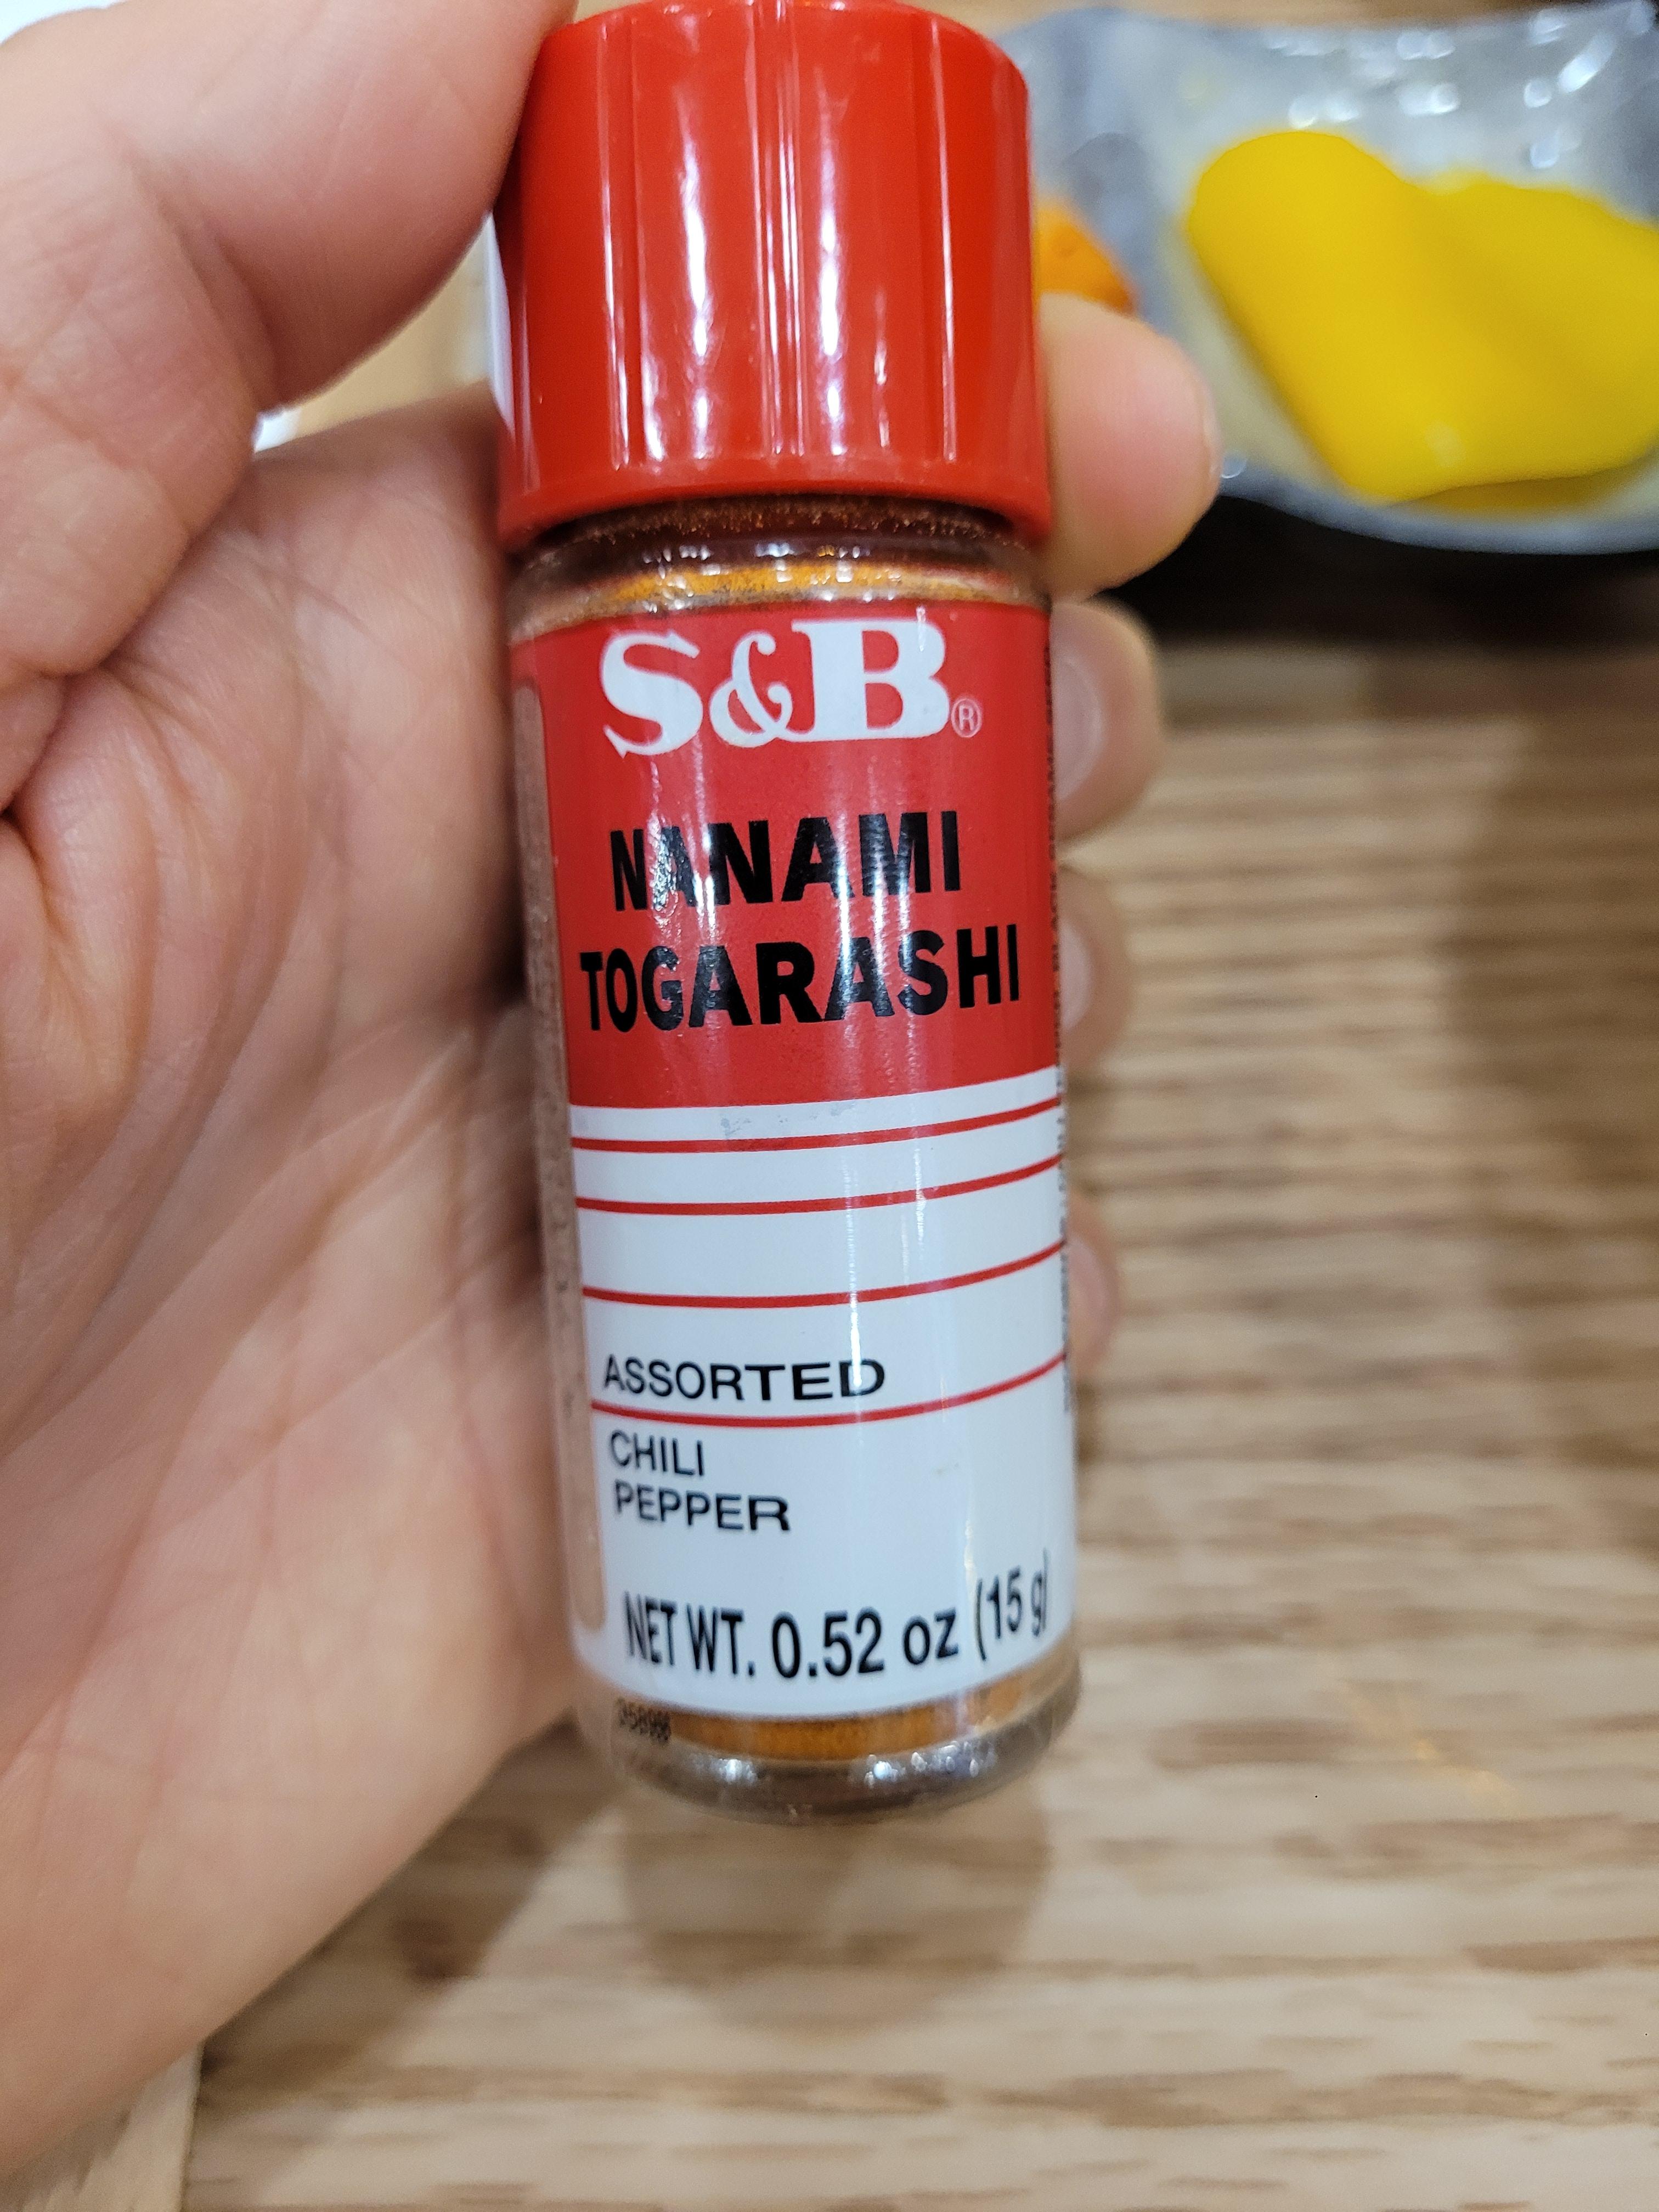 S&B®
NANAMI
TOGARASHI
ASSORTED
CHILI
PEPPER
NET WT. 0.52 oz (15 g)